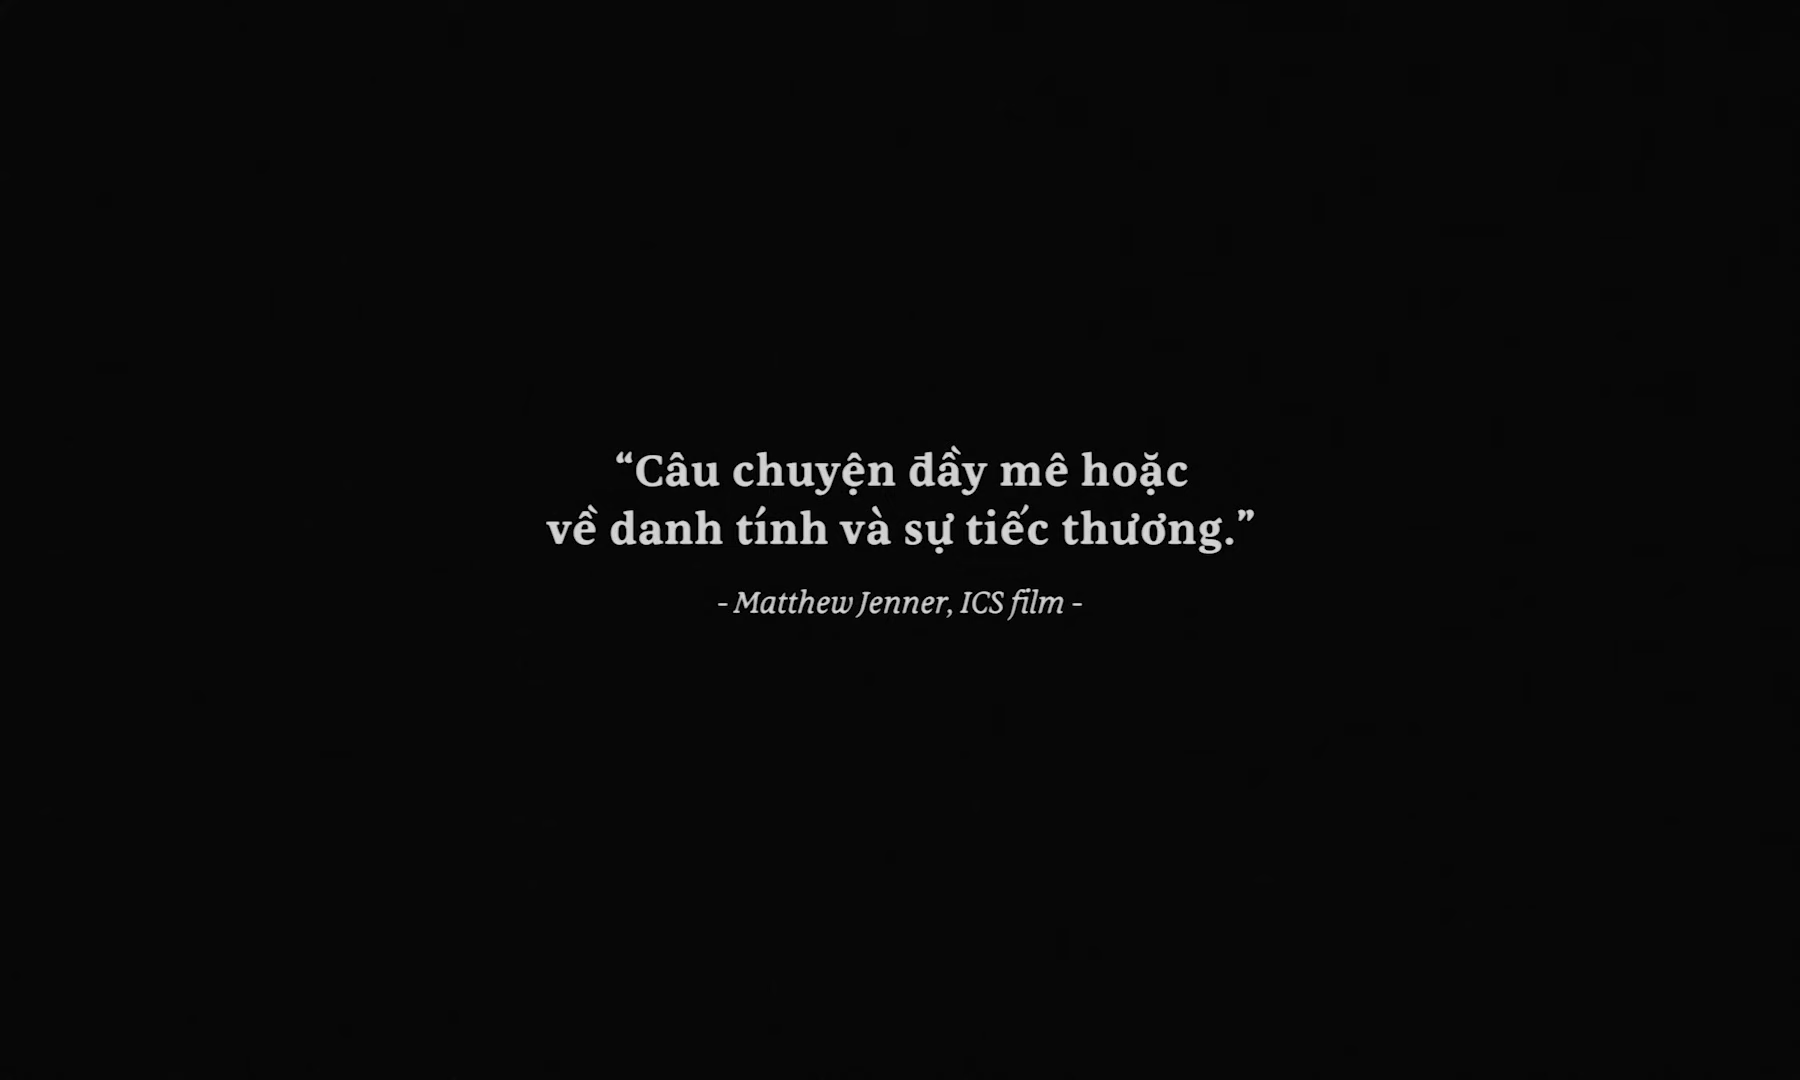 “Câu chuyện đầy mê hoặc
về danh tính và sự tiếc thương.”
- Matthew Jenner, ICS film -